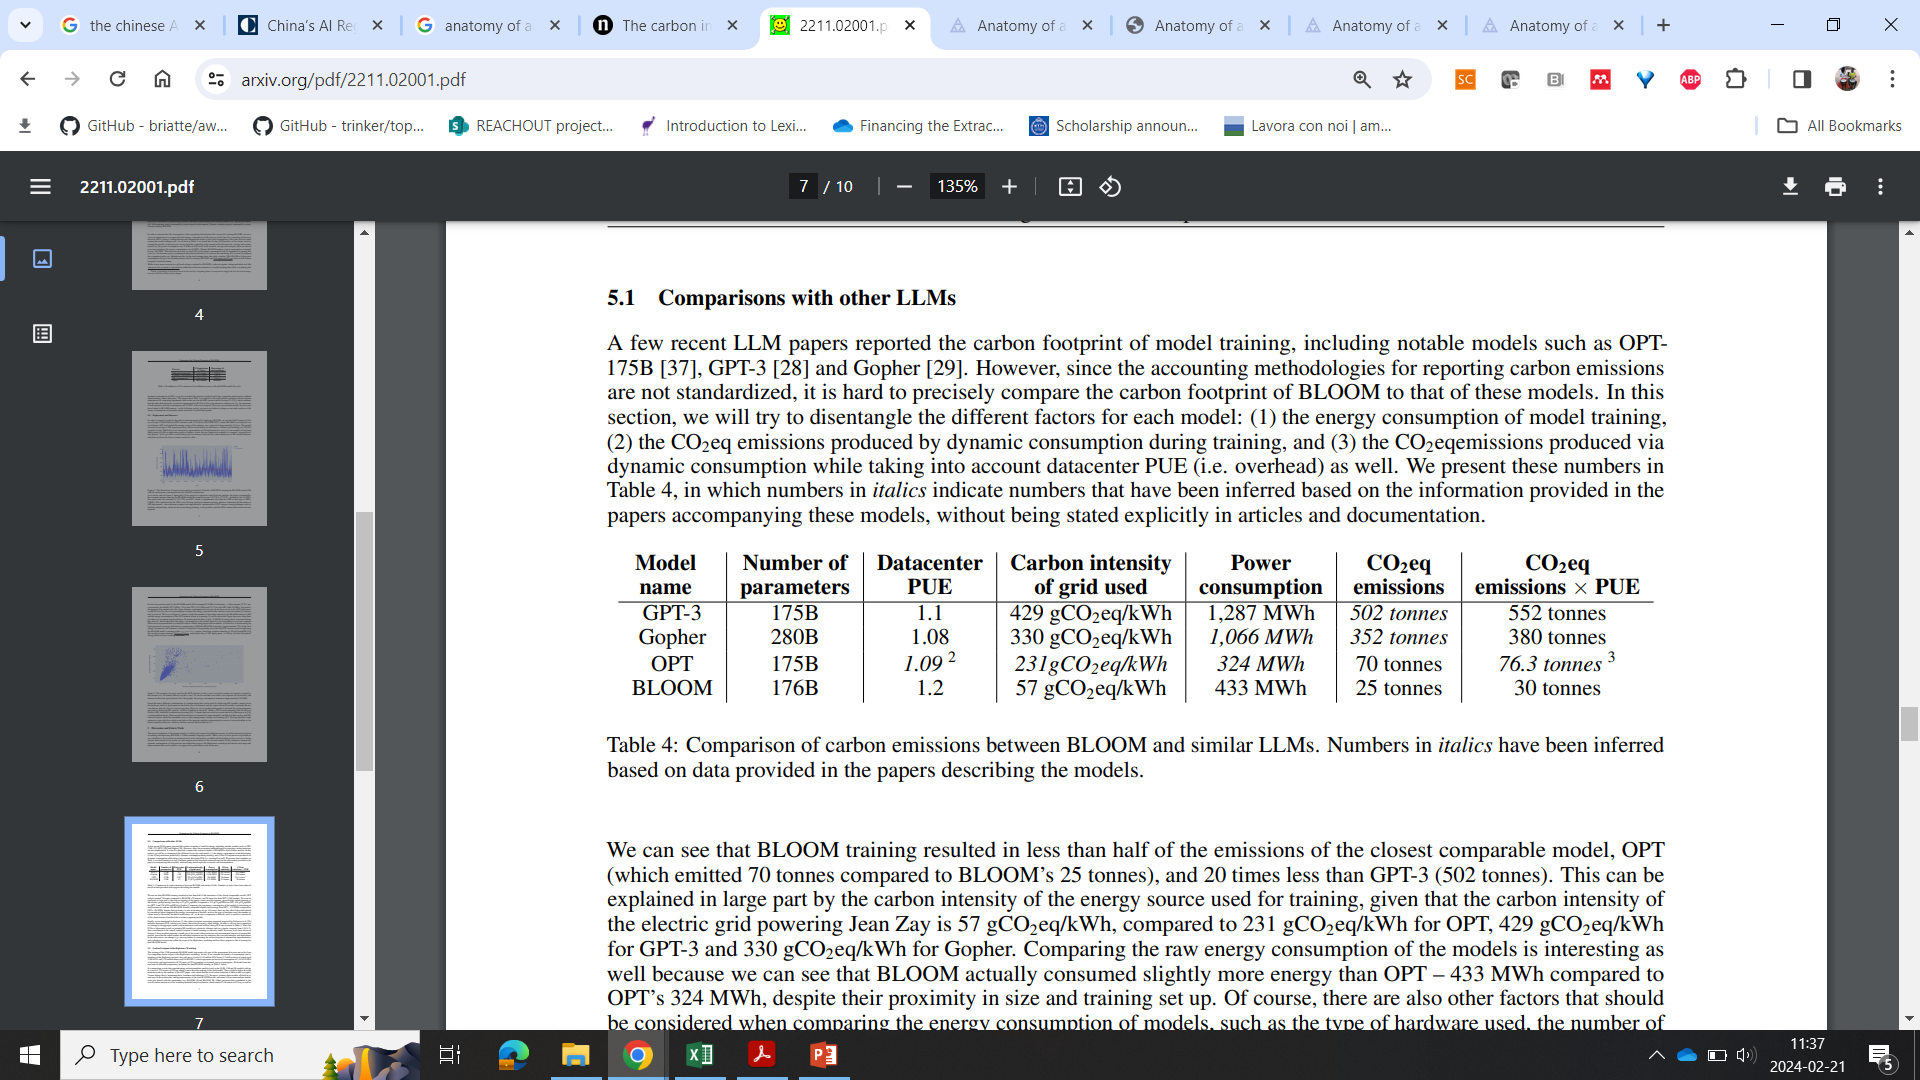 the chinese A
China's AI Re
anatomy of a
The carbon in
2211.02001.p
Anatomy of a
Anatomy of a
Anatomy of a
Anatomy of a
arxiv.org/pdf/2211.02001.pdf
SC
ABP
GitHub - briatte/aw...
GitHub - trinker/top...
REACHOUT project...
Introduction to Lexi...
Financing the Extrac...
Scholarship announ...
Lavora con noi | am...
All Bookmarks
2211.02001.pdf
7 / 10
135%
4
5
6
7
5.1 Comparisons with other LLMs
A few recent LLM papers reported the carbon footprint of model training, including notable models such as OPT-
175B [37], GPT-3 [28] and Gopher [29]. However, since the accounting methodologies for reporting carbon emissions
are not standardized, it is hard to precisely compare the carbon footprint of BLOOM to that of these models. In this
section, we will try to disentangle the different factors for each model: (1) the energy consumption of model training,
(2) the CO₂eq emissions produced by dynamic consumption during training, and (3) the CO₂eqemissions produced via
dynamic consumption while taking into account datacenter PUE (i.e. overhead) as well. We present these numbers in
Table 4, in which numbers in italics indicate numbers that have been inferred based on the information provided in the
papers accompanying these models, without being stated explicitly in articles and documentation.
Model name | Number of parameters | Datacenter PUE | Carbon intensity of grid used | Power consumption | CO₂eq emissions | CO₂eq emissions × PUE
GPT-3 | 175B | 1.1 | 429 gCO₂eq/kWh | 1,287 MWh | 502 tonnes | 552 tonnes
Gopher | 280B | 1.08 | 330 gCO₂eq/kWh | 1,066 MWh | 352 tonnes | 380 tonnes
OPT | 175B | 1.09 ² | 231gCO₂eq/kWh | 324 MWh | 70 tonnes | 76.3 tonnes ³
BLOOM | 176B | 1.2 | 57 gCO₂eq/kWh | 433 MWh | 25 tonnes | 30 tonnes
Table 4: Comparison of carbon emissions between BLOOM and similar LLMs. Numbers in italics have been inferred
based on data provided in the papers describing the models.
We can see that BLOOM training resulted in less than half of the emissions of the closest comparable model, OPT
(which emitted 70 tonnes compared to BLOOM's 25 tonnes), and 20 times less than GPT-3 (502 tonnes). This can be
explained in large part by the carbon intensity of the energy source used for training, given that the carbon intensity of
the electric grid powering Jean Zay is 57 gCO₂eq/kWh, compared to 231 gCO₂eq/kWh for OPT, 429 gCO₂eq/kWh
for GPT-3 and 330 gCO₂eq/kWh for Gopher. Comparing the raw energy consumption of the models is interesting as
well because we can see that BLOOM actually consumed slightly more energy than OPT – 433 MWh compared to
OPT's 324 MWh, despite their proximity in size and training set up. Of course, there are also other factors that should
be considered when comparing the energy consumption of models, such as the type of hardware used, the number of
Type here to search
11:37
2024-02-21
5